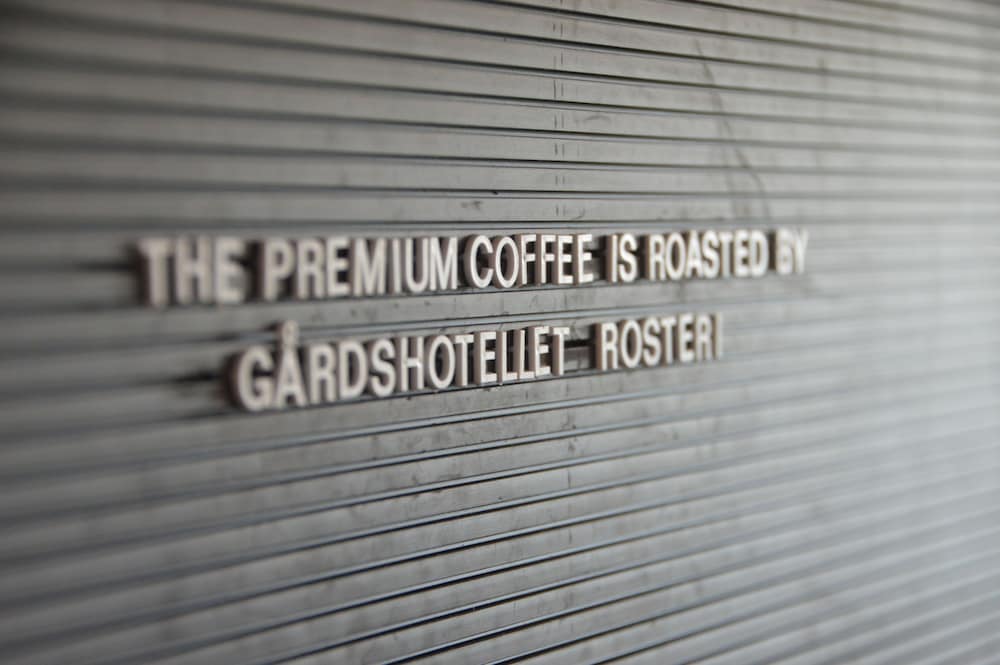 THE PREMIUM COFFEE IS ROASTED BY
GÅRDSHOTELLET ROSTERI